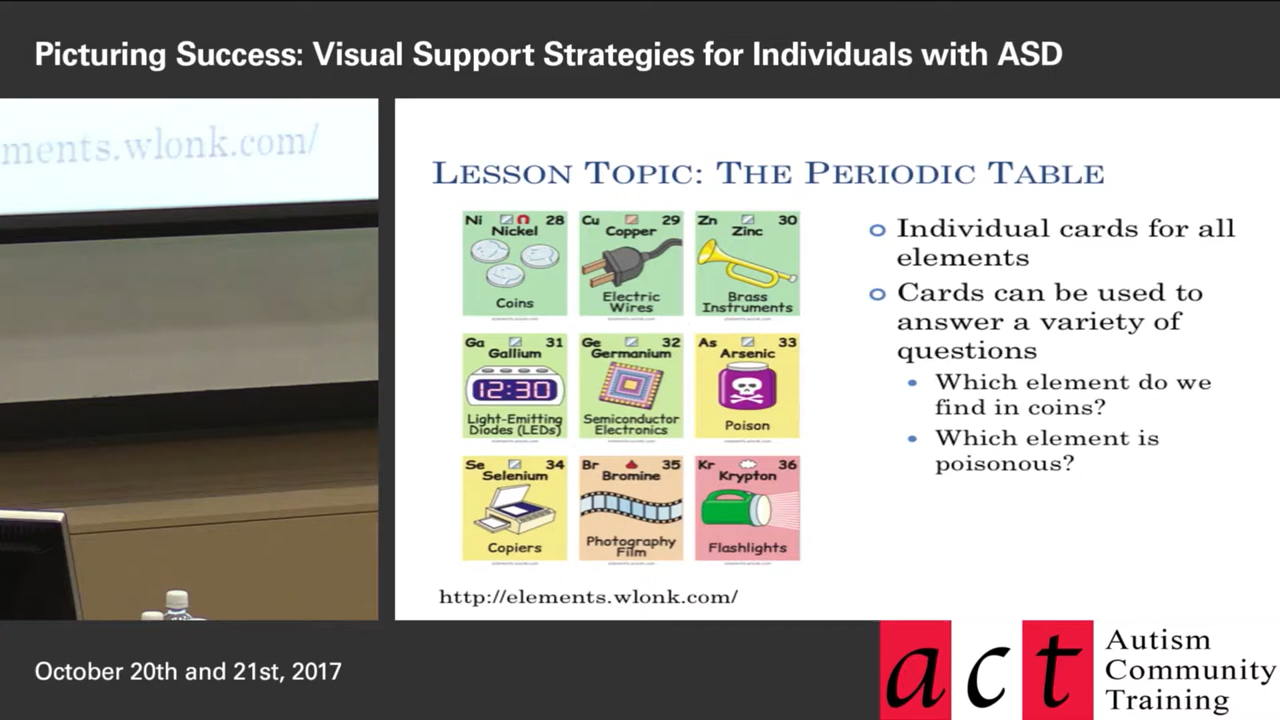 Picturing Success: Visual Support Strategies for Individuals with ASD
ments.wlonk.com/
LESSON TOPIC: THE PERIODIC TABLE
Ni 28
Nickel
Coins
Cu 29
Copper
Electric
Wires
Zn 30
Zinc
Brass
Instruments
Ga 31
Gallium
12:30
Light-Emitting
Diodes (LEDs)
Ge 32
Germanium
Semiconductor
Electronics
As 33
Arsenic
Poison
Se 34
Selenium
Copiers
Br 35
Bromine
Photography
Film
Kr 36
Krypton
Flashlights
http://elements.wlonk.com/
Individual cards for all
elements
Cards can be used to
answer a variety of
questions
Which element do we
find in coins?
Which element is
poisonous?
October 20th and 21st, 2017
act
Autism
Community
Training